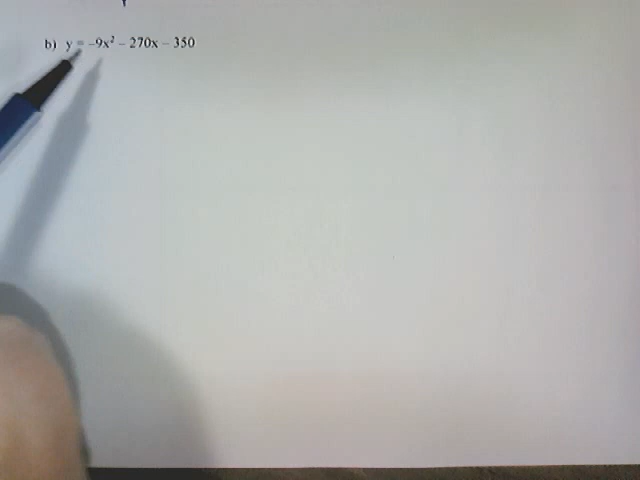 b) y = –9x² – 270x – 350